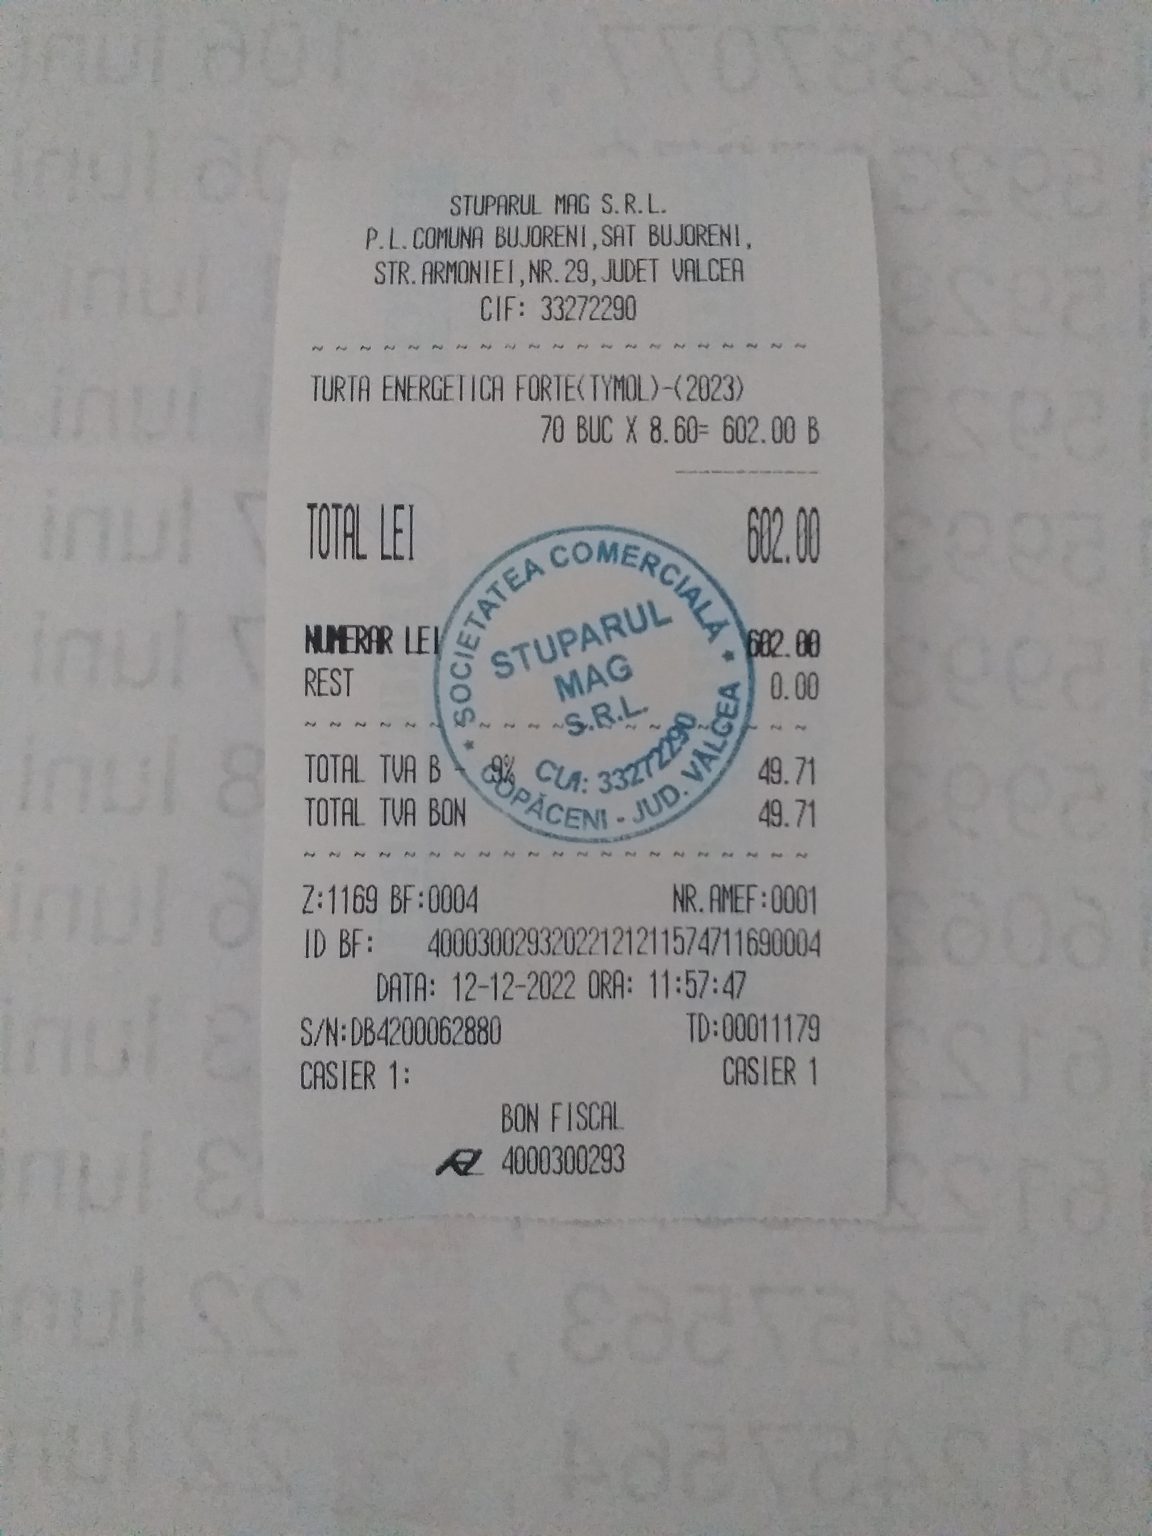 STUPARUL MAG S.R.L.
P.L.COMUNA BUJORENI,SAT BUJORENI,
STR.ARMONIEI,NR.29,JUDET VALCEA
CIF: 33272290
~ ~ ~ ~ ~ ~ ~ ~ ~ ~ ~ ~ ~ ~ ~ ~ ~ ~ ~ ~ ~
TURTA ENERGETICA FORTE(TYMOL)-(2023)
70 BUC X 8.60= 602.00 B
TOTAL LEI 602.00
NUMERAR LEI 602.00
REST 0.00
~ ~ ~ ~ ~ ~ ~ ~ ~ ~ ~ ~ ~ ~ ~ ~ ~ ~ ~ ~ ~
TOTAL TVA B - 9% 49.71
TOTAL TVA BON 49.71
~ ~ ~ ~ ~ ~ ~ ~ ~ ~ ~ ~ ~ ~ ~ ~ ~ ~ ~ ~ ~
Z:1169 BF:0004 NR.AMEF:0001
ID BF: 40003002932022121211574711690004
DATA: 12-12-2022 ORA: 11:57:47
S/N:DB4200062880 TD:00011179
CASIER 1: CASIER 1
BON FISCAL
4000300293
* SOCIETATEA COMERCIALĂ *
STUPARUL
MAG
S.R.L.
CUI: 33272290
COPĂCENI - JUD. VÂLCEA